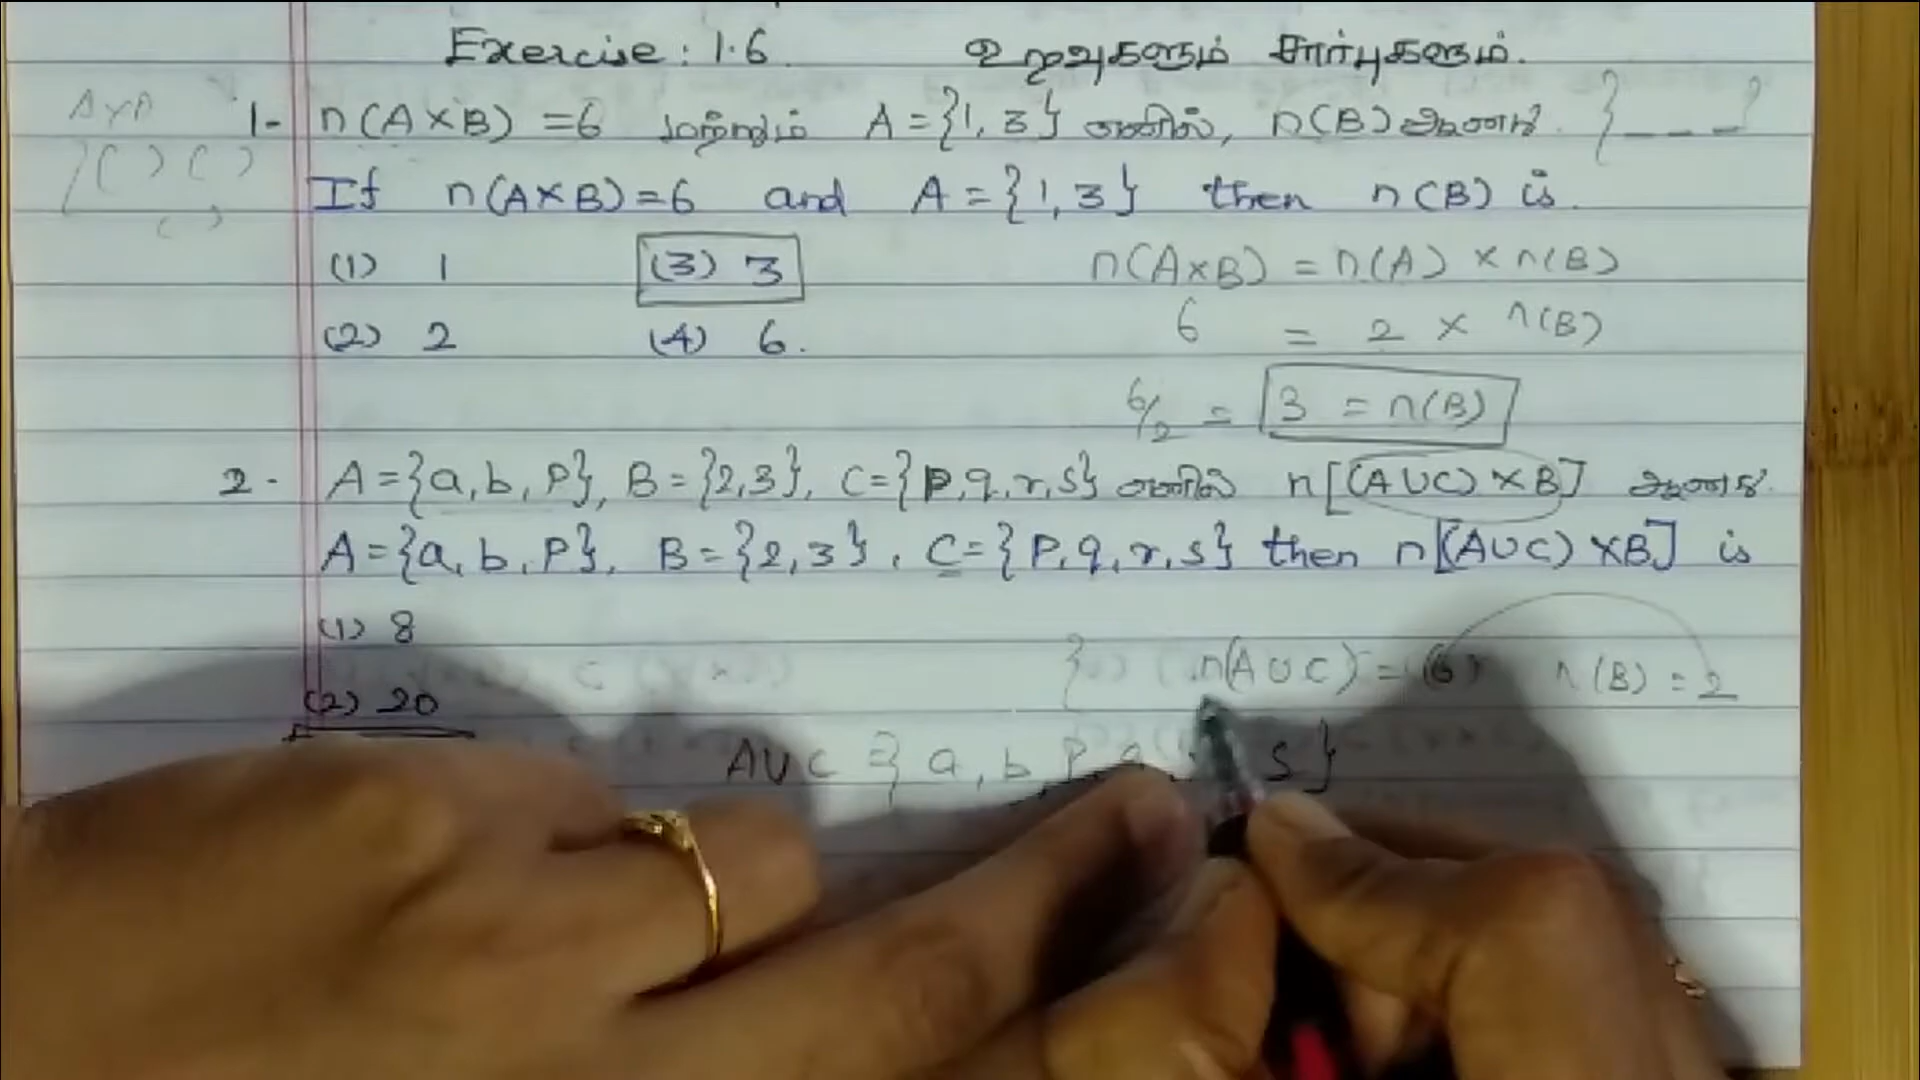 Exercise : 1.6 உறவுகளும் சார்புகளும்.
A×A
1- n(A×B) =6 மற்றும் A={1,3} எனில், n(B) ஆனது { _ _ _ }
{( ) ( )
( )
If n(A×B)=6 and A={1,3} then n(B) is.
(1) 1 (3) 3 n(A×B) = n(A) × n(B)
(2) 2 (4) 6. 6 = 2 × n(B)
6/2 = 3 = n(B)
2- A={a,b,p}, B={2,3}, C={p,q,r,s} எனில் n[(A∪C)×B] ஆனது.
A={a,b,p}, B={2,3}, C={p,q,r,s} then n[(A∪C)×B] is
(1) 8
n(A∪C) = (6) n(B) = 2
(2) 20
A∪C = { a, b, p, q, s}